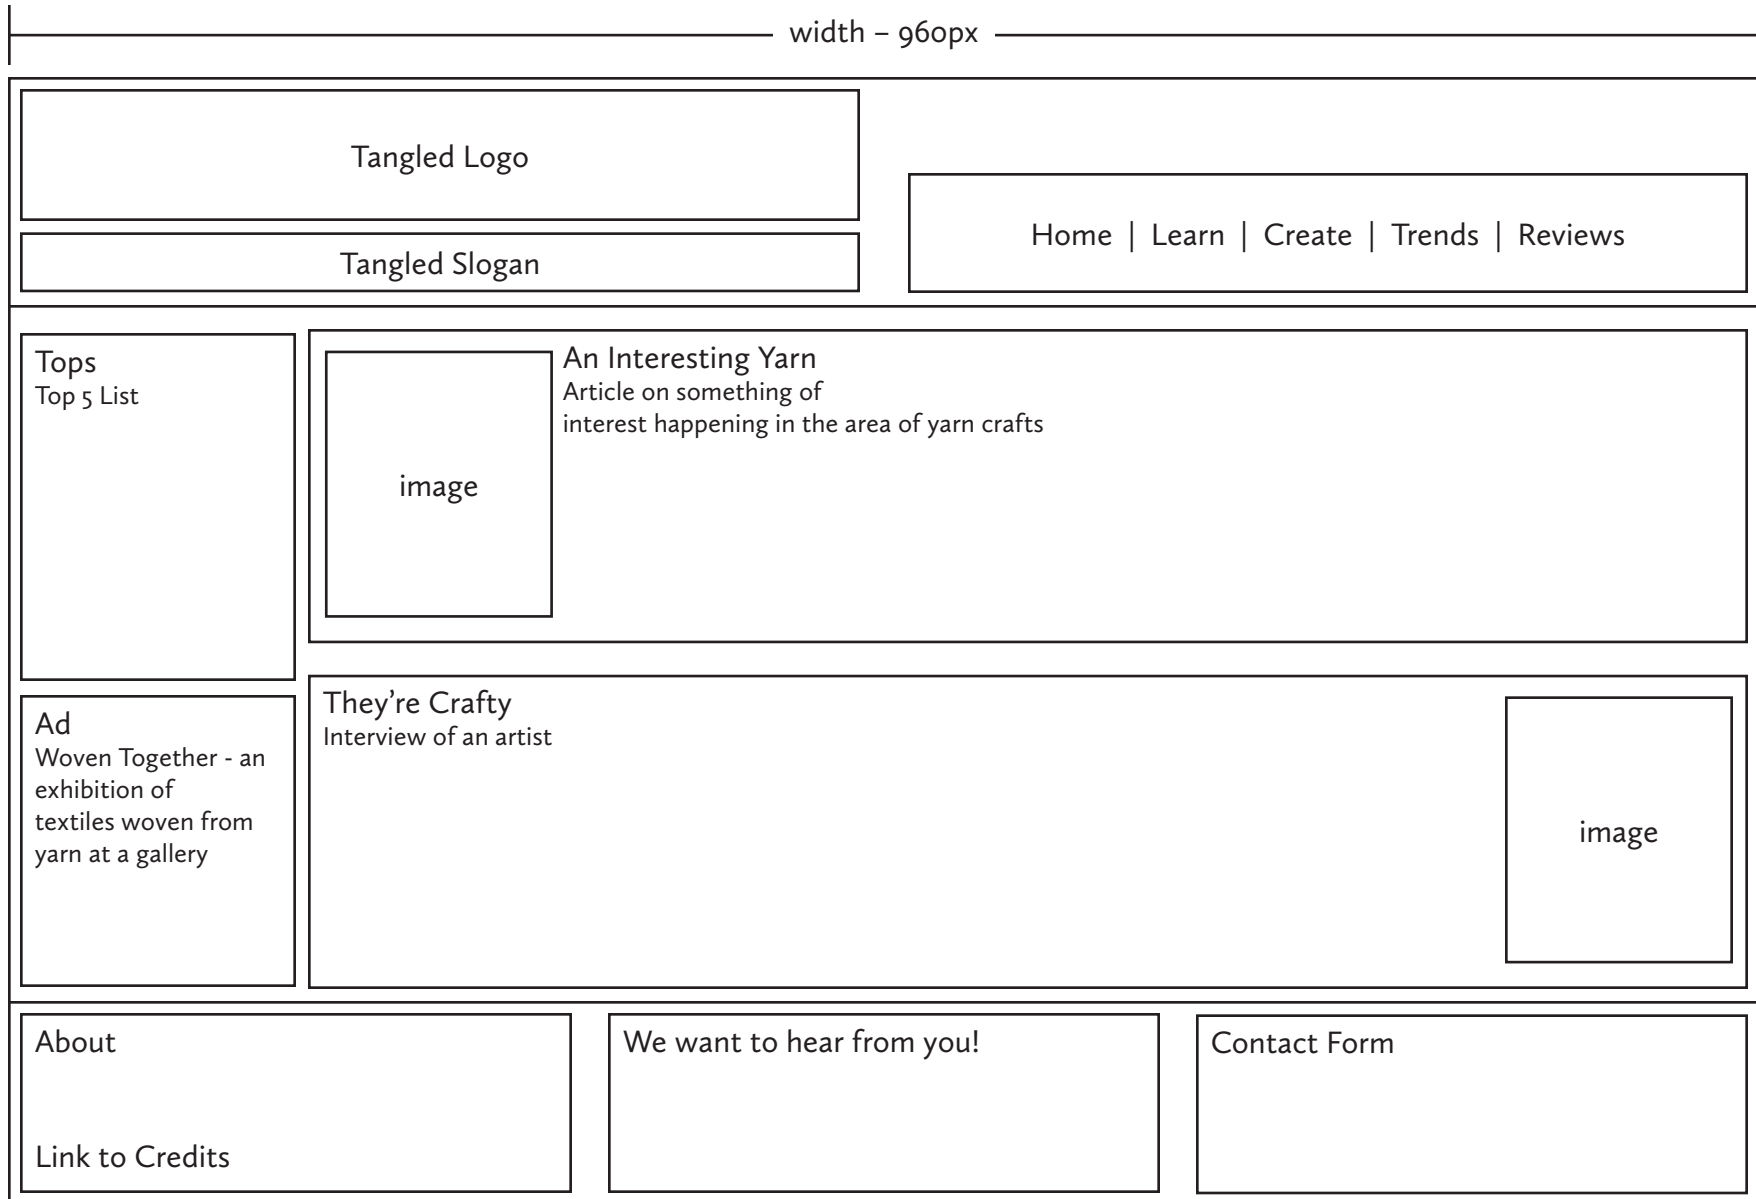 width – 960px
Tangled Logo
Tangled Slogan
Home | Learn | Create | Trends | Reviews
Tops
Top 5 List
An Interesting Yarn
Article on something of
interest happening in the area of yarn crafts
image
Ad
Woven Together - an
exhibition of
textiles woven from
yarn at a gallery
They’re Crafty
Interview of an artist
image
About
Link to Credits
We want to hear from you!
Contact Form